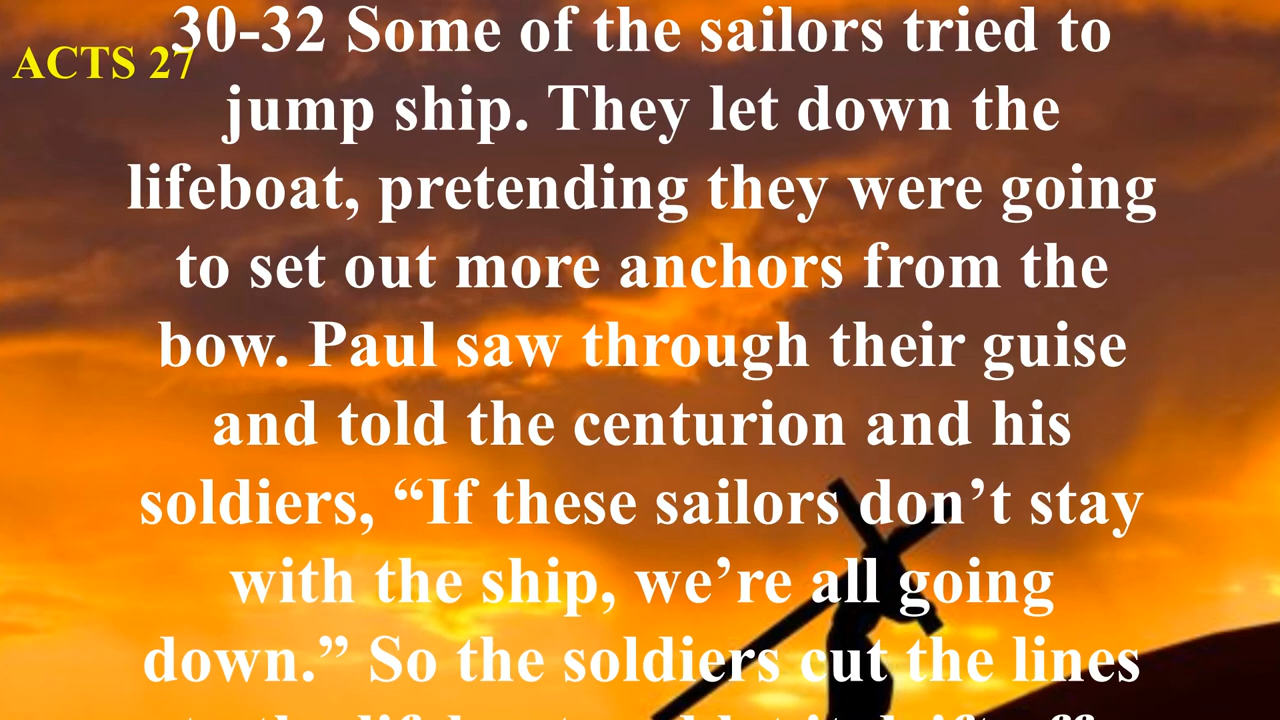 ACTS 27
30-32 Some of the sailors tried to
jump ship. They let down the
lifeboat, pretending they were going
to set out more anchors from the
bow. Paul saw through their guise
and told the centurion and his
soldiers, “If these sailors don’t stay
with the ship, we’re all going
down.” So the soldiers cut the lines